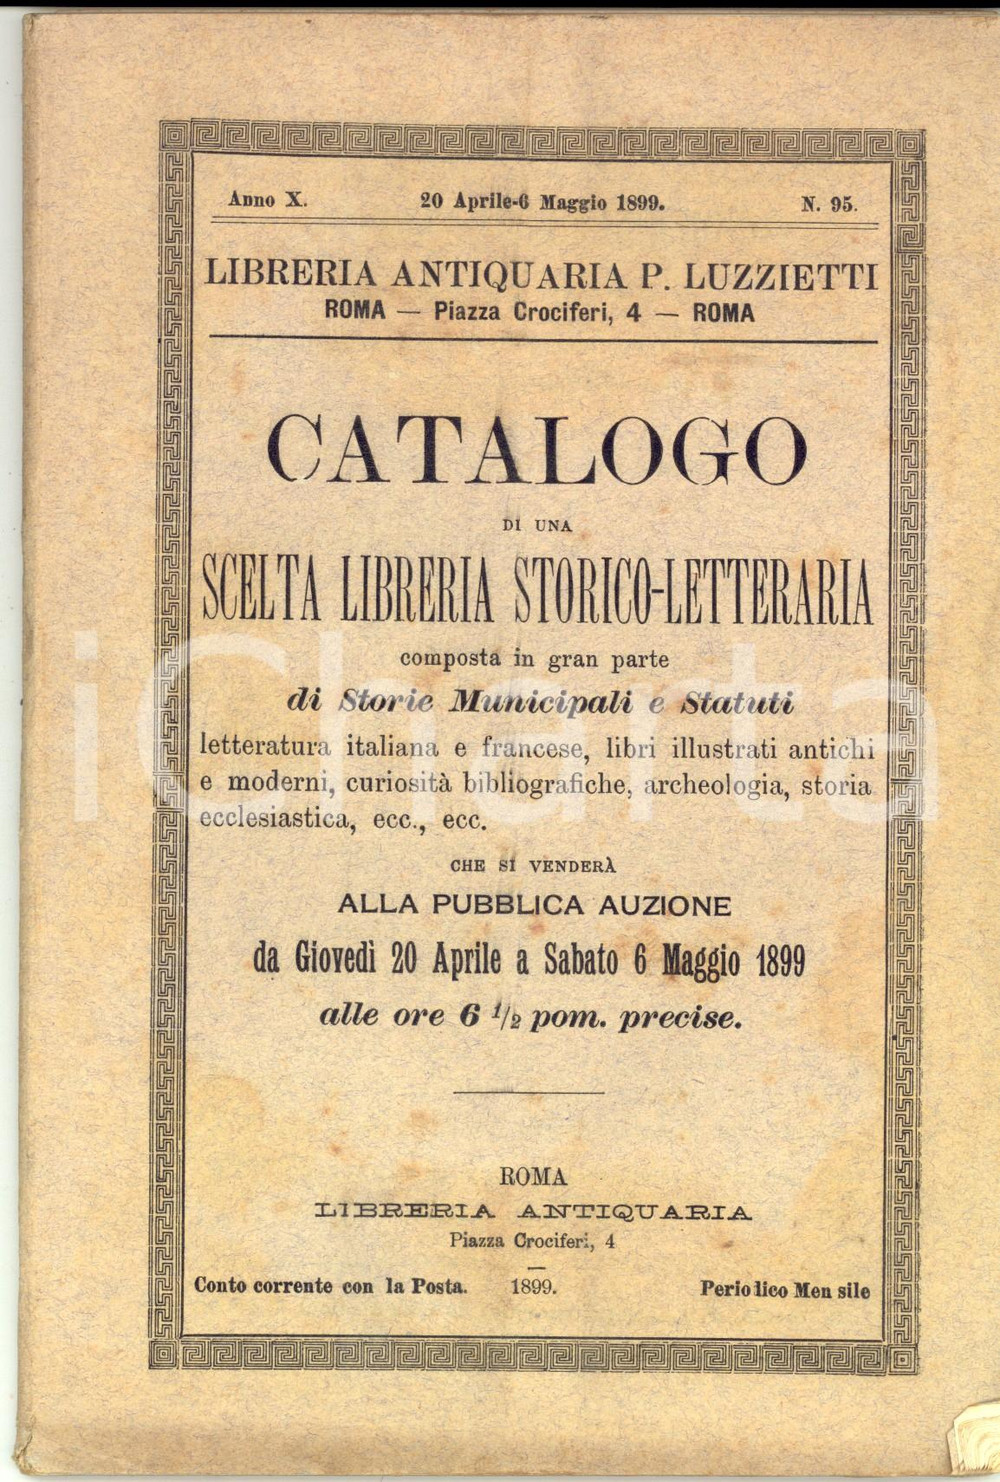 Anno X. 20 Aprile-6 Maggio 1899. N. 95.
LIBRERIA ANTIQUARIA P. LUZZIETTI
ROMA — Piazza Crociferi, 4 — ROMA
CATALOGO
DI UNA
SCELTA LIBRERIA STORICO-LETTERARIA
composta in gran parte
di Storie Municipali e Statuti
letteratura italiana e francese, libri illustrati antichi
e moderni, curiosità bibliografiche, archeologia, storia
ecclesiastica, ecc., ecc.
CHE SI VENDERÀ
ALLA PUBBLICA AUZIONE
da Giovedì 20 Aprile a Sabato 6 Maggio 1899
alle ore 6 1/2 pom. precise.
ROMA
LIBRERIA ANTIQUARIA
Piazza Crociferi, 4
Conto corrente con la Posta. 1899. Periodico Mensile